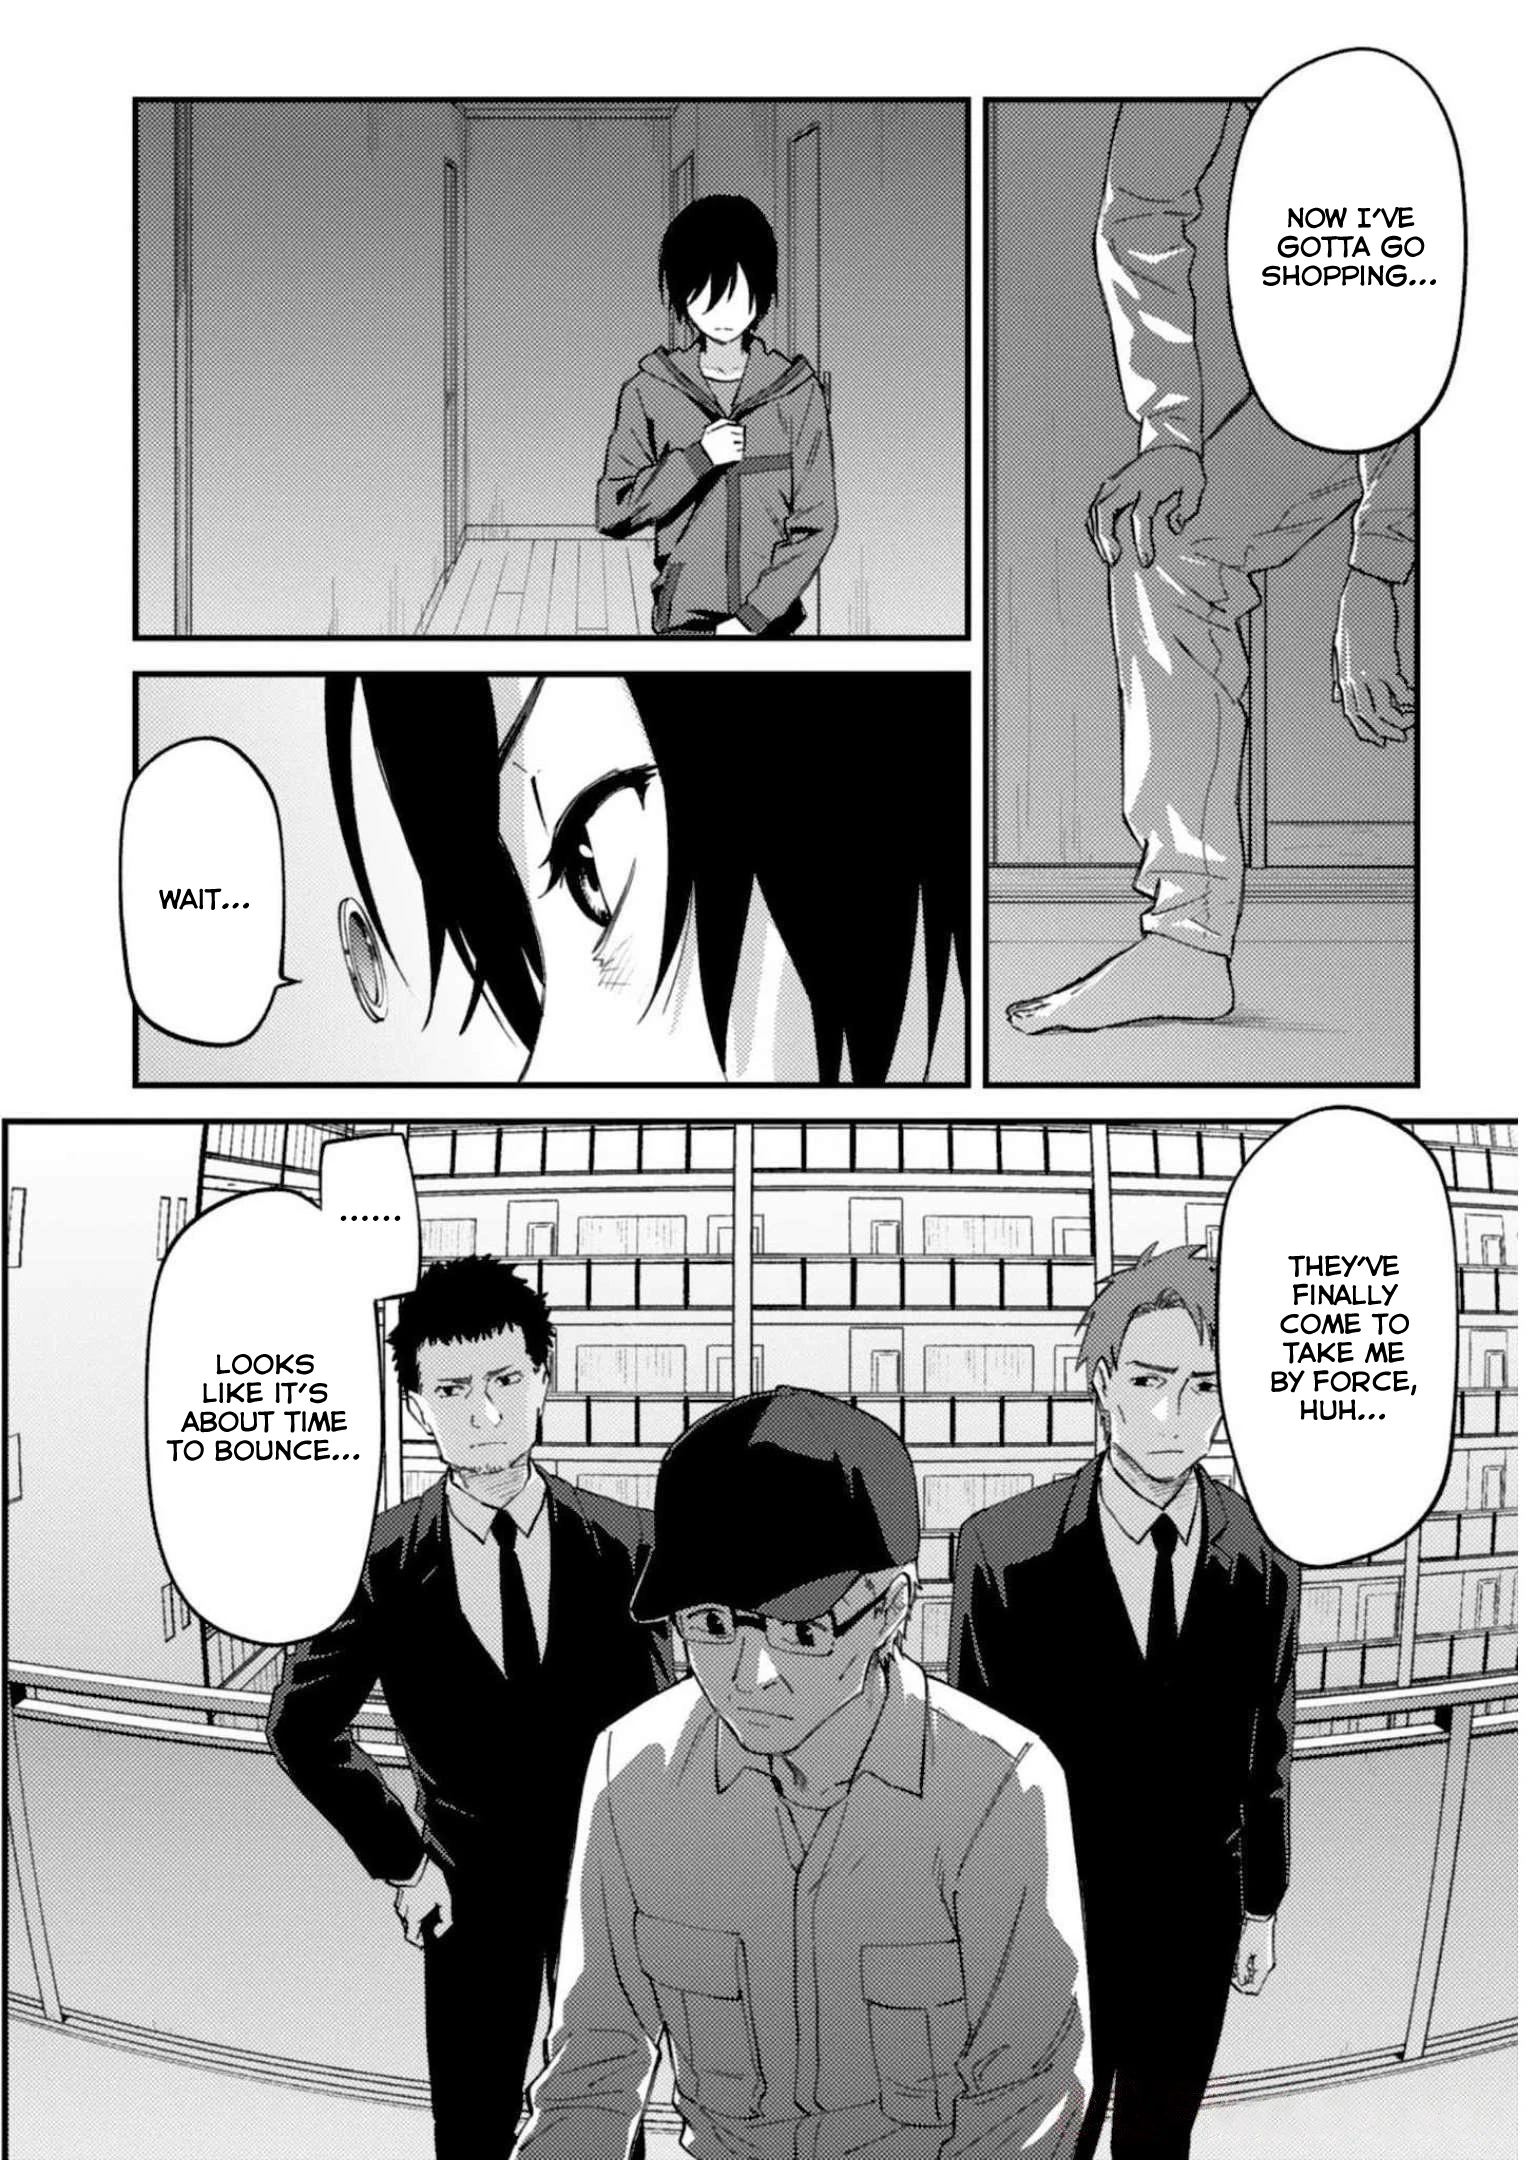 NOW I'VE
GOTTA GO
SHOPPING...
WAIT...
THEY'VE
FINALLY
COME TO
TAKE ME
BY FORCE,
HUH...
......
LOOKS
LIKE IT'S
ABOUT TIME
TO BOUNCE...